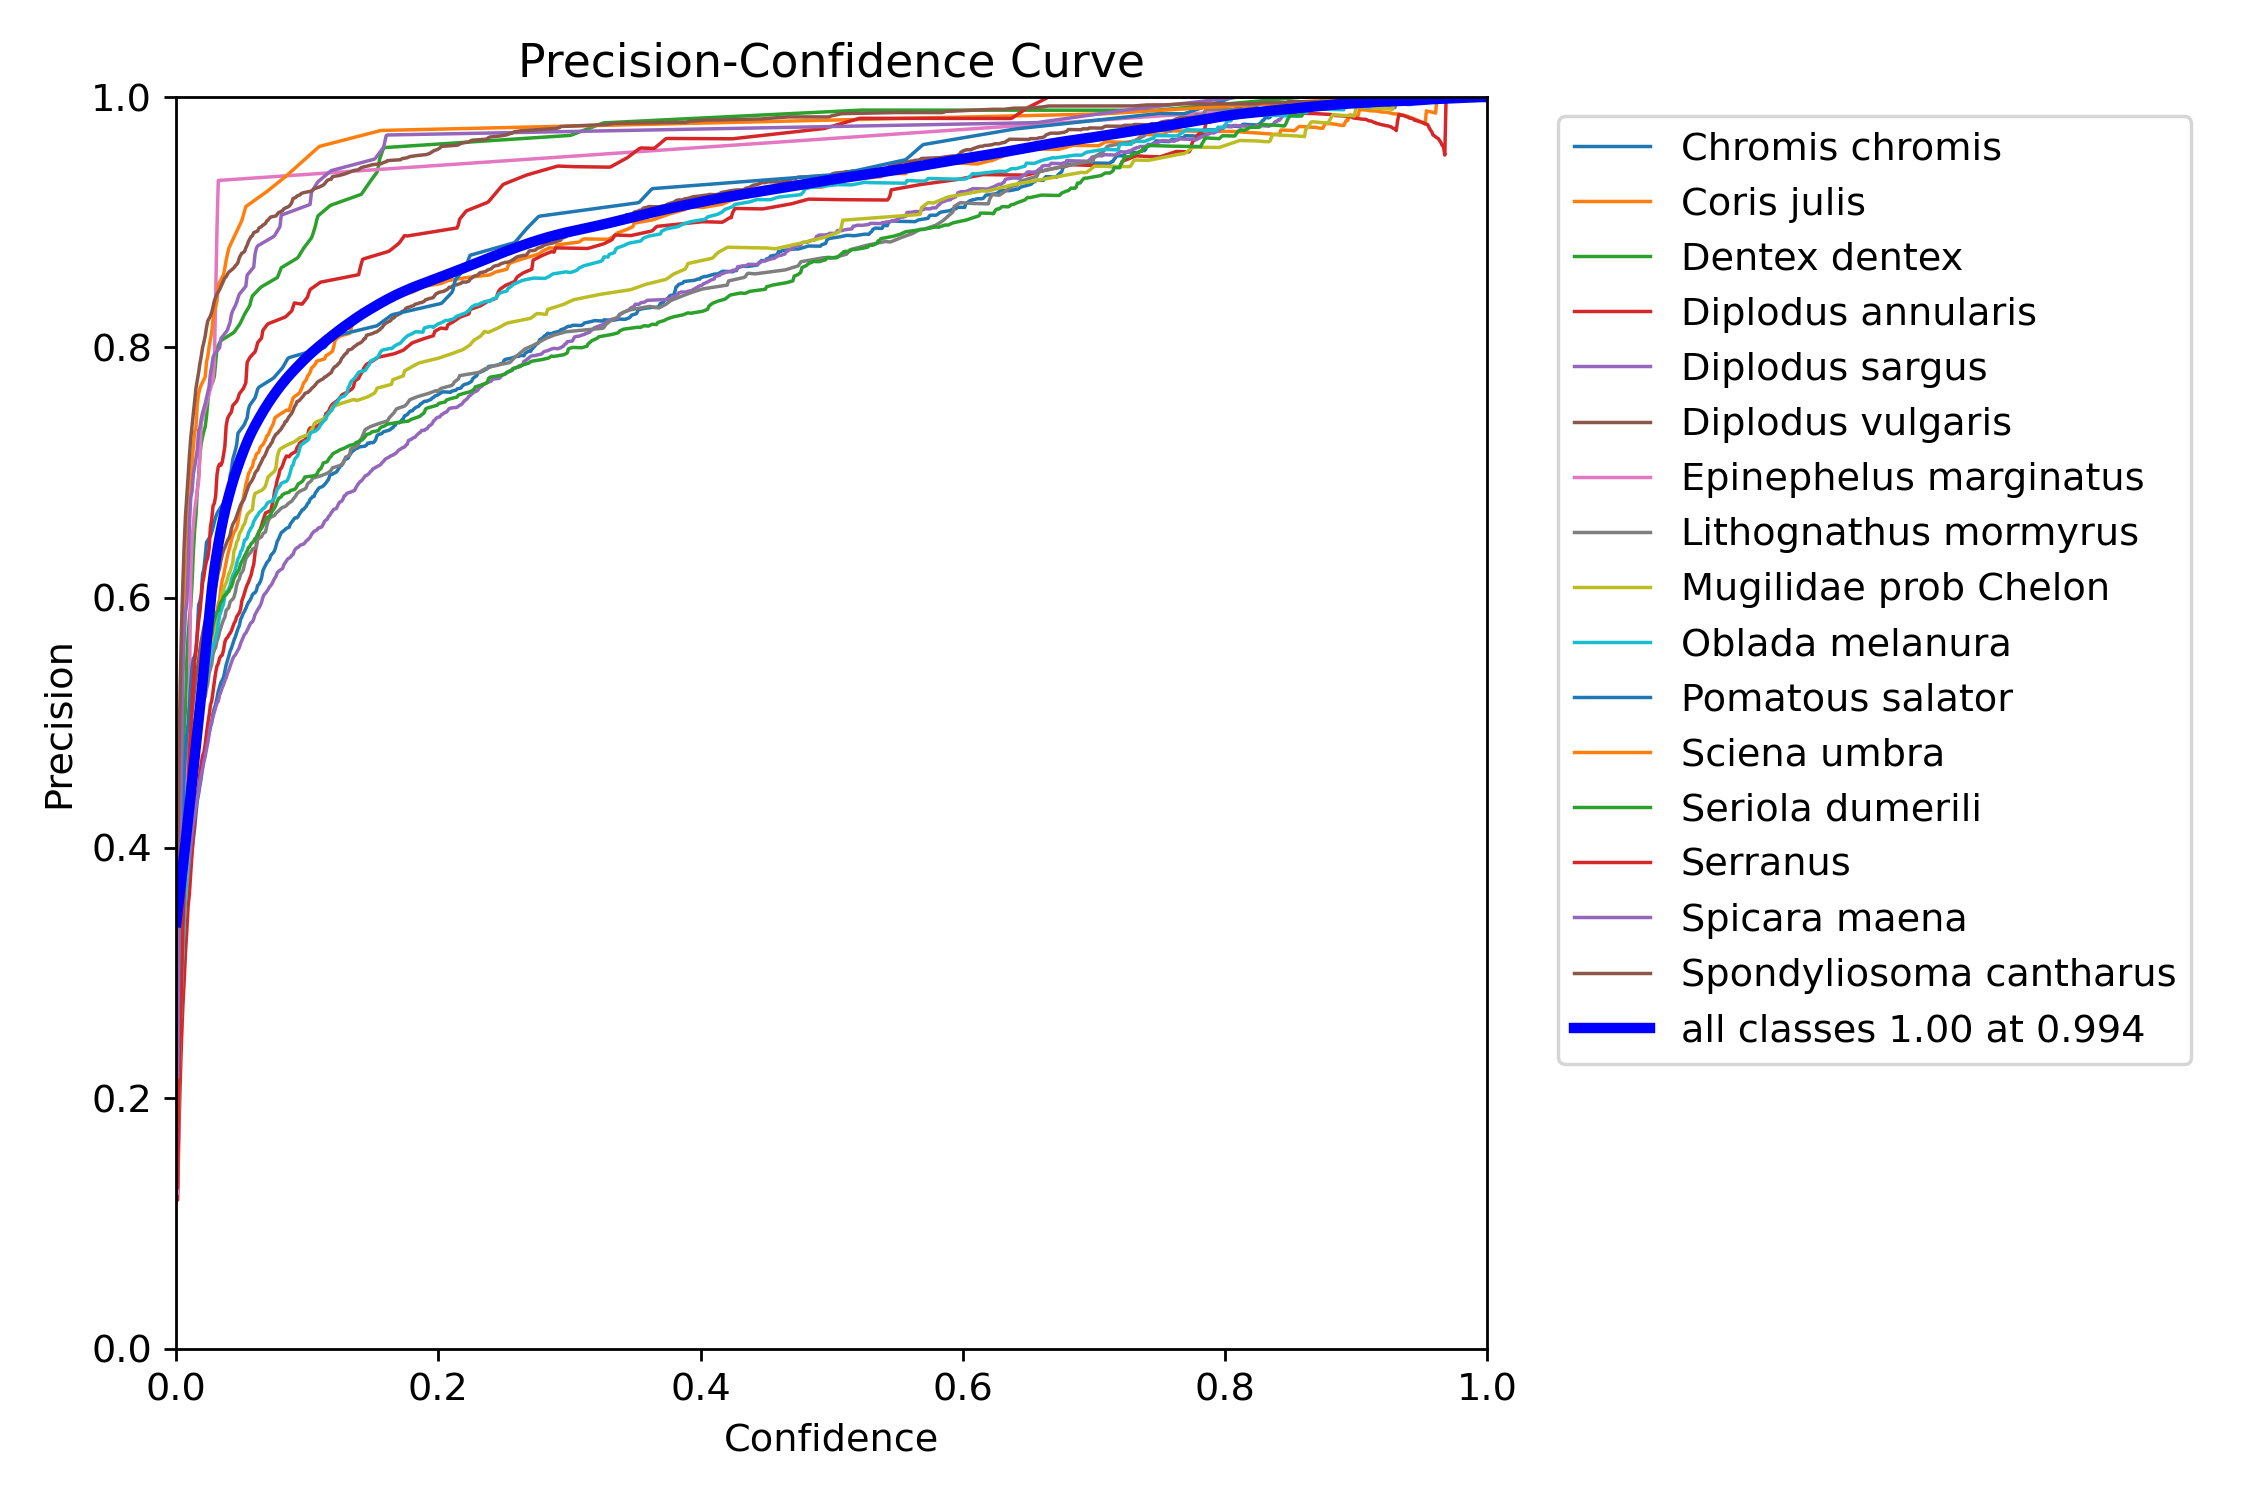 Precision-Confidence Curve
1.0
0.8
0.6
0.4
0.2
0.0
Precision
0.0 0.2 0.4 0.6 0.8 1.0
Confidence
Chromis chromis
Coris julis
Dentex dentex
Diplodus annularis
Diplodus sargus
Diplodus vulgaris
Epinephelus marginatus
Lithognathus mormyrus
Mugilidae prob Chelon
Oblada melanura
Pomatous salator
Sciena umbra
Seriola dumerili
Serranus
Spicara maena
Spondyliosoma cantharus
all classes 1.00 at 0.994